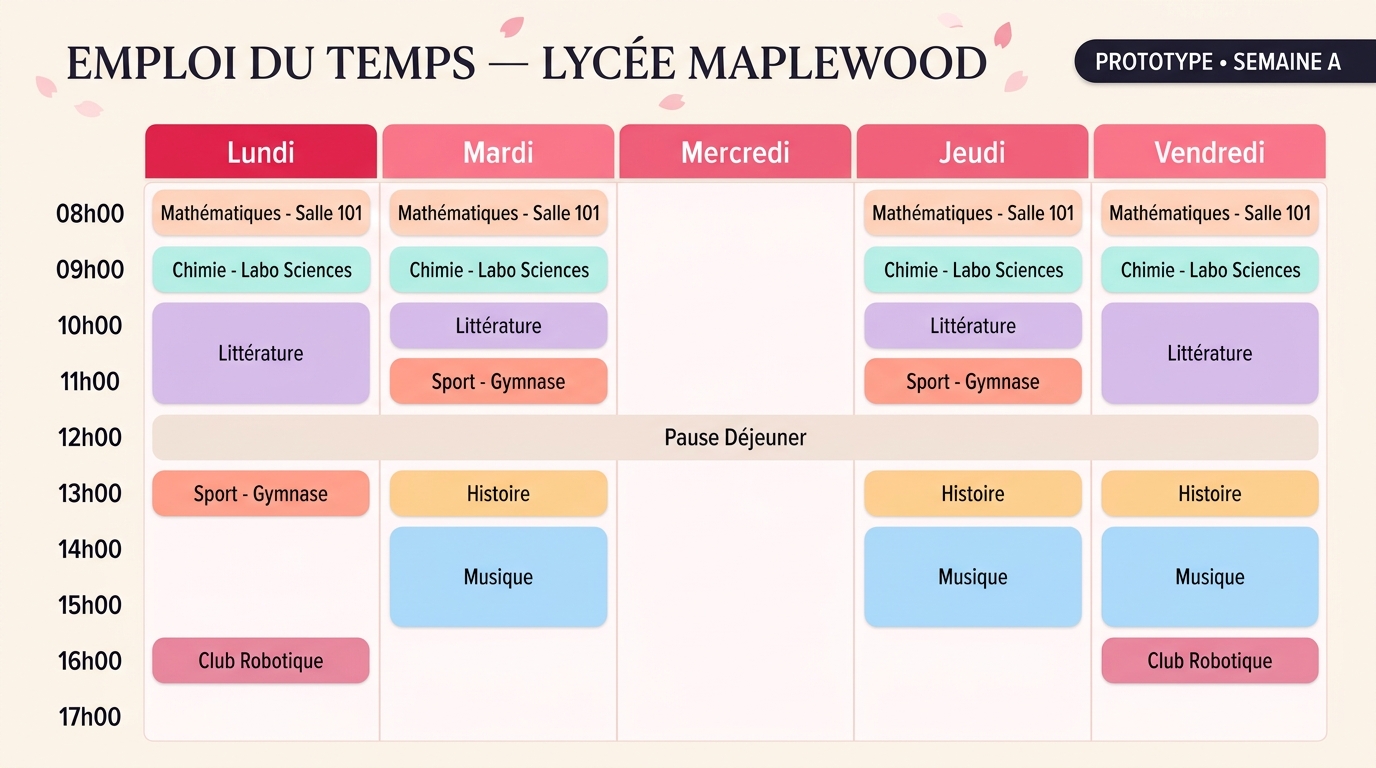 EMPLOI DU TEMPS — LYCÉE MAPLEWOOD
PROTOTYPE • SEMAINE A
Lundi Mardi Mercredi Jeudi Vendredi
08h00 Mathématiques - Salle 101 Mathématiques - Salle 101 Mathématiques - Salle 101 Mathématiques - Salle 101
09h00 Chimie - Labo Sciences Chimie - Labo Sciences Chimie - Labo Sciences Chimie - Labo Sciences
10h00 Littérature Littérature
Littérature Littérature
11h00 Sport - Gymnase Sport - Gymnase
12h00 Pause Déjeuner
13h00 Sport - Gymnase Histoire Histoire Histoire
14h00
Musique Musique Musique
15h00
16h00 Club Robotique Club Robotique
17h00